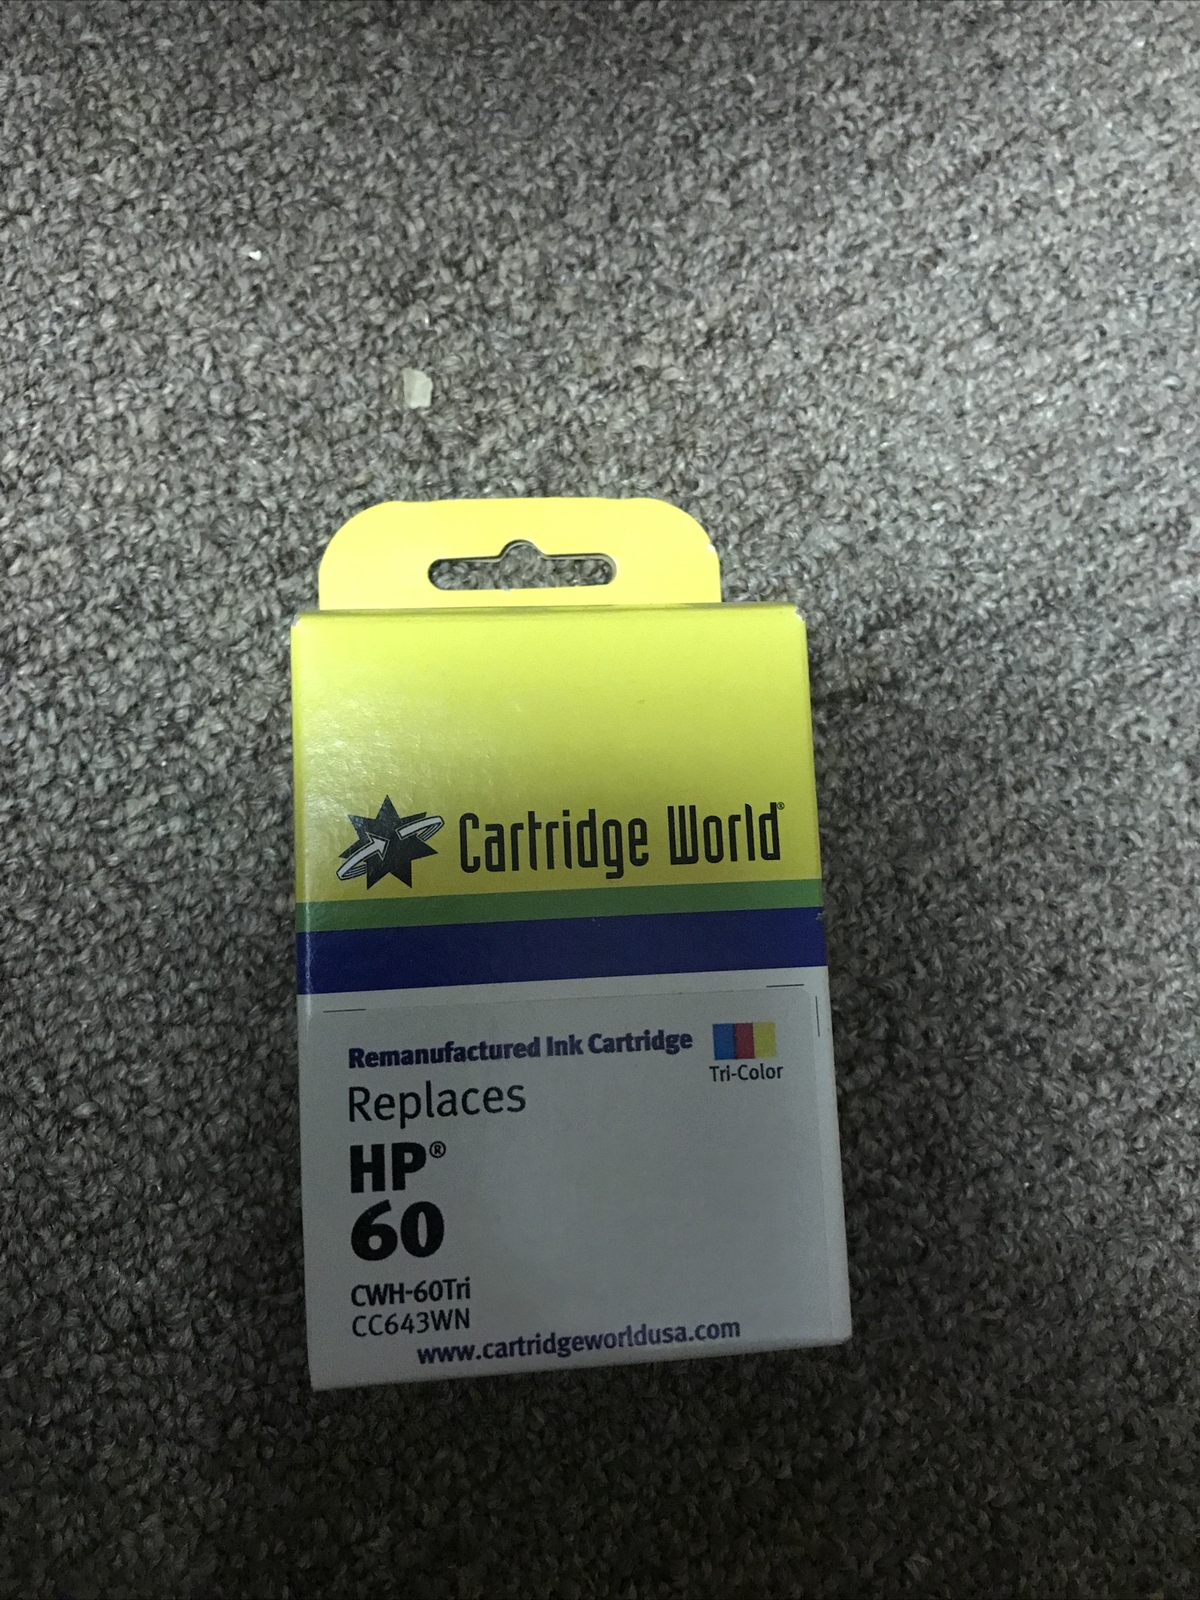 Cartridge World®
Remanufactured Ink Cartridge
Tri-Color
Replaces
HP®
60
CWH-60Tri
CC643WN
www.cartridgeworldusa.com